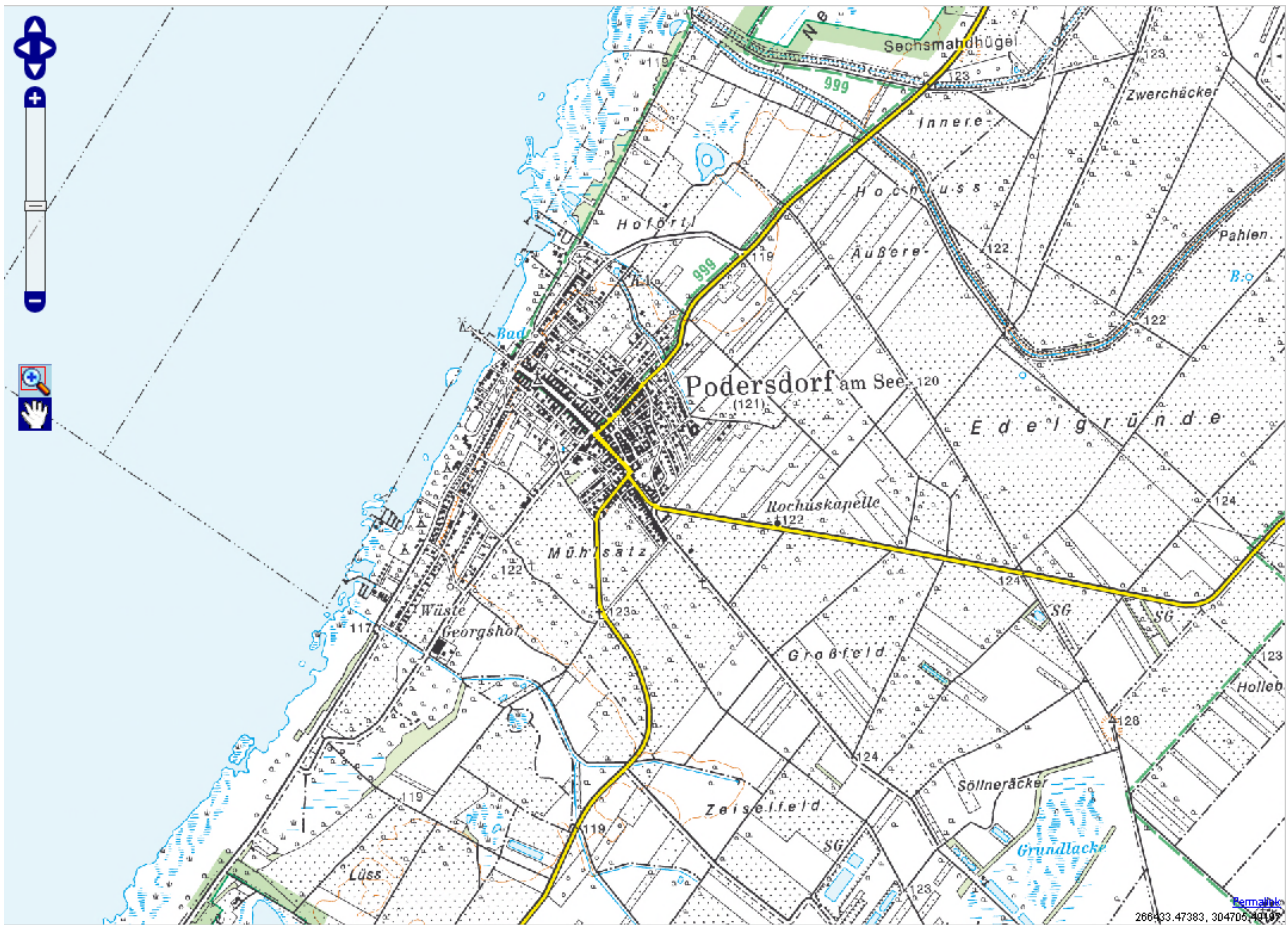 N e
Sechsmahdhügel
119
123
999
Zwerchäcker
Innere-
Hochluss
Hoförtl
Äußere-
122
Pahlen
119
999
B.
122
Bad
Podersdorf am See
120
(121)
Edelgründe
124
Rochuskapelle
122
Mühlsatz
122
124
SG
SG
Wüste
123
117
Georgshof
Großfeld
123
Holleb
128
124
119
Söllneräcker
Zeiselfeld
119
SG
Grundlacke
Lüss
123
Permalink